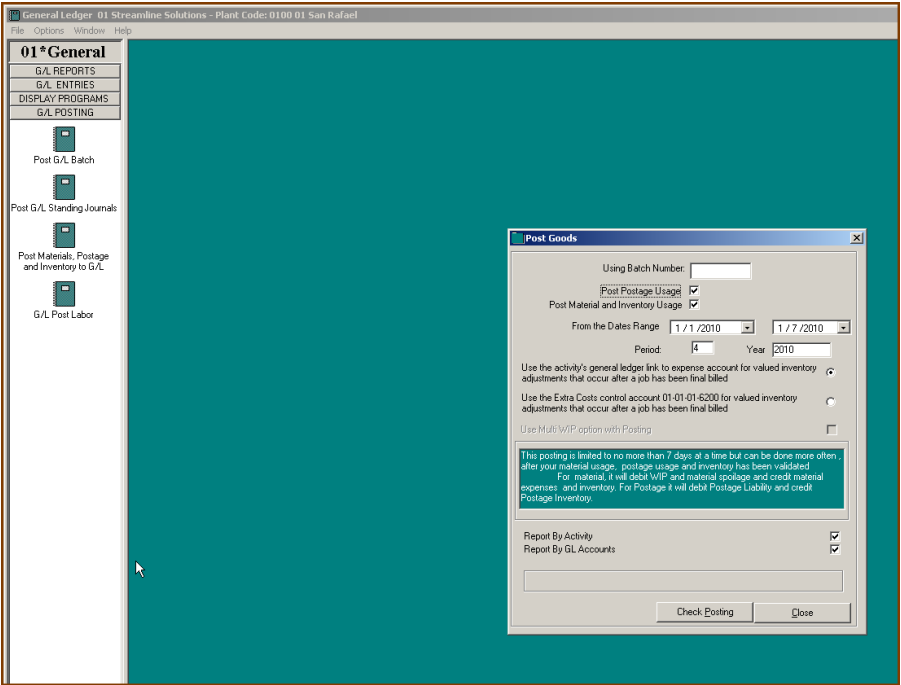 General Ledger 01 Streamline Solutions - Plant Code: 0100 01 San Rafael
File Options Window Help
01*General
G/L REPORTS
G/L ENTRIES
DISPLAY PROGRAMS
G/L POSTING
Post G/L Batch
Post G/L Standing Journals
Post Materials, Postage
and Inventory to G/L
G/L Post Labor
Post Goods
Using Batch Number:
Post Postage Usage
Post Material and Inventory Usage
From the Dates Range 1 / 1 /2010 1 / 7 /2010
Period: 4 Year 2010
Use the activity's general ledger link to expense account for valued inventory
adjustments that occur after a job has been final billed
Use the Extra Costs control account 01-01-01-6200 for valued inventory
adjustments that occur after a job has been final billed
Use Multi WIP option with Posting
This posting is limited to no more than 7 days at a time but can be done more often ,
after your material usage, postage usage and inventory has been validated
For material, it will debit WIP and material spoilage and credit material
expenses and inventory. For Postage it will debit Postage Liability and credit
Postage Inventory.
Report By Activity
Report By GL Accounts
Check Posting Close